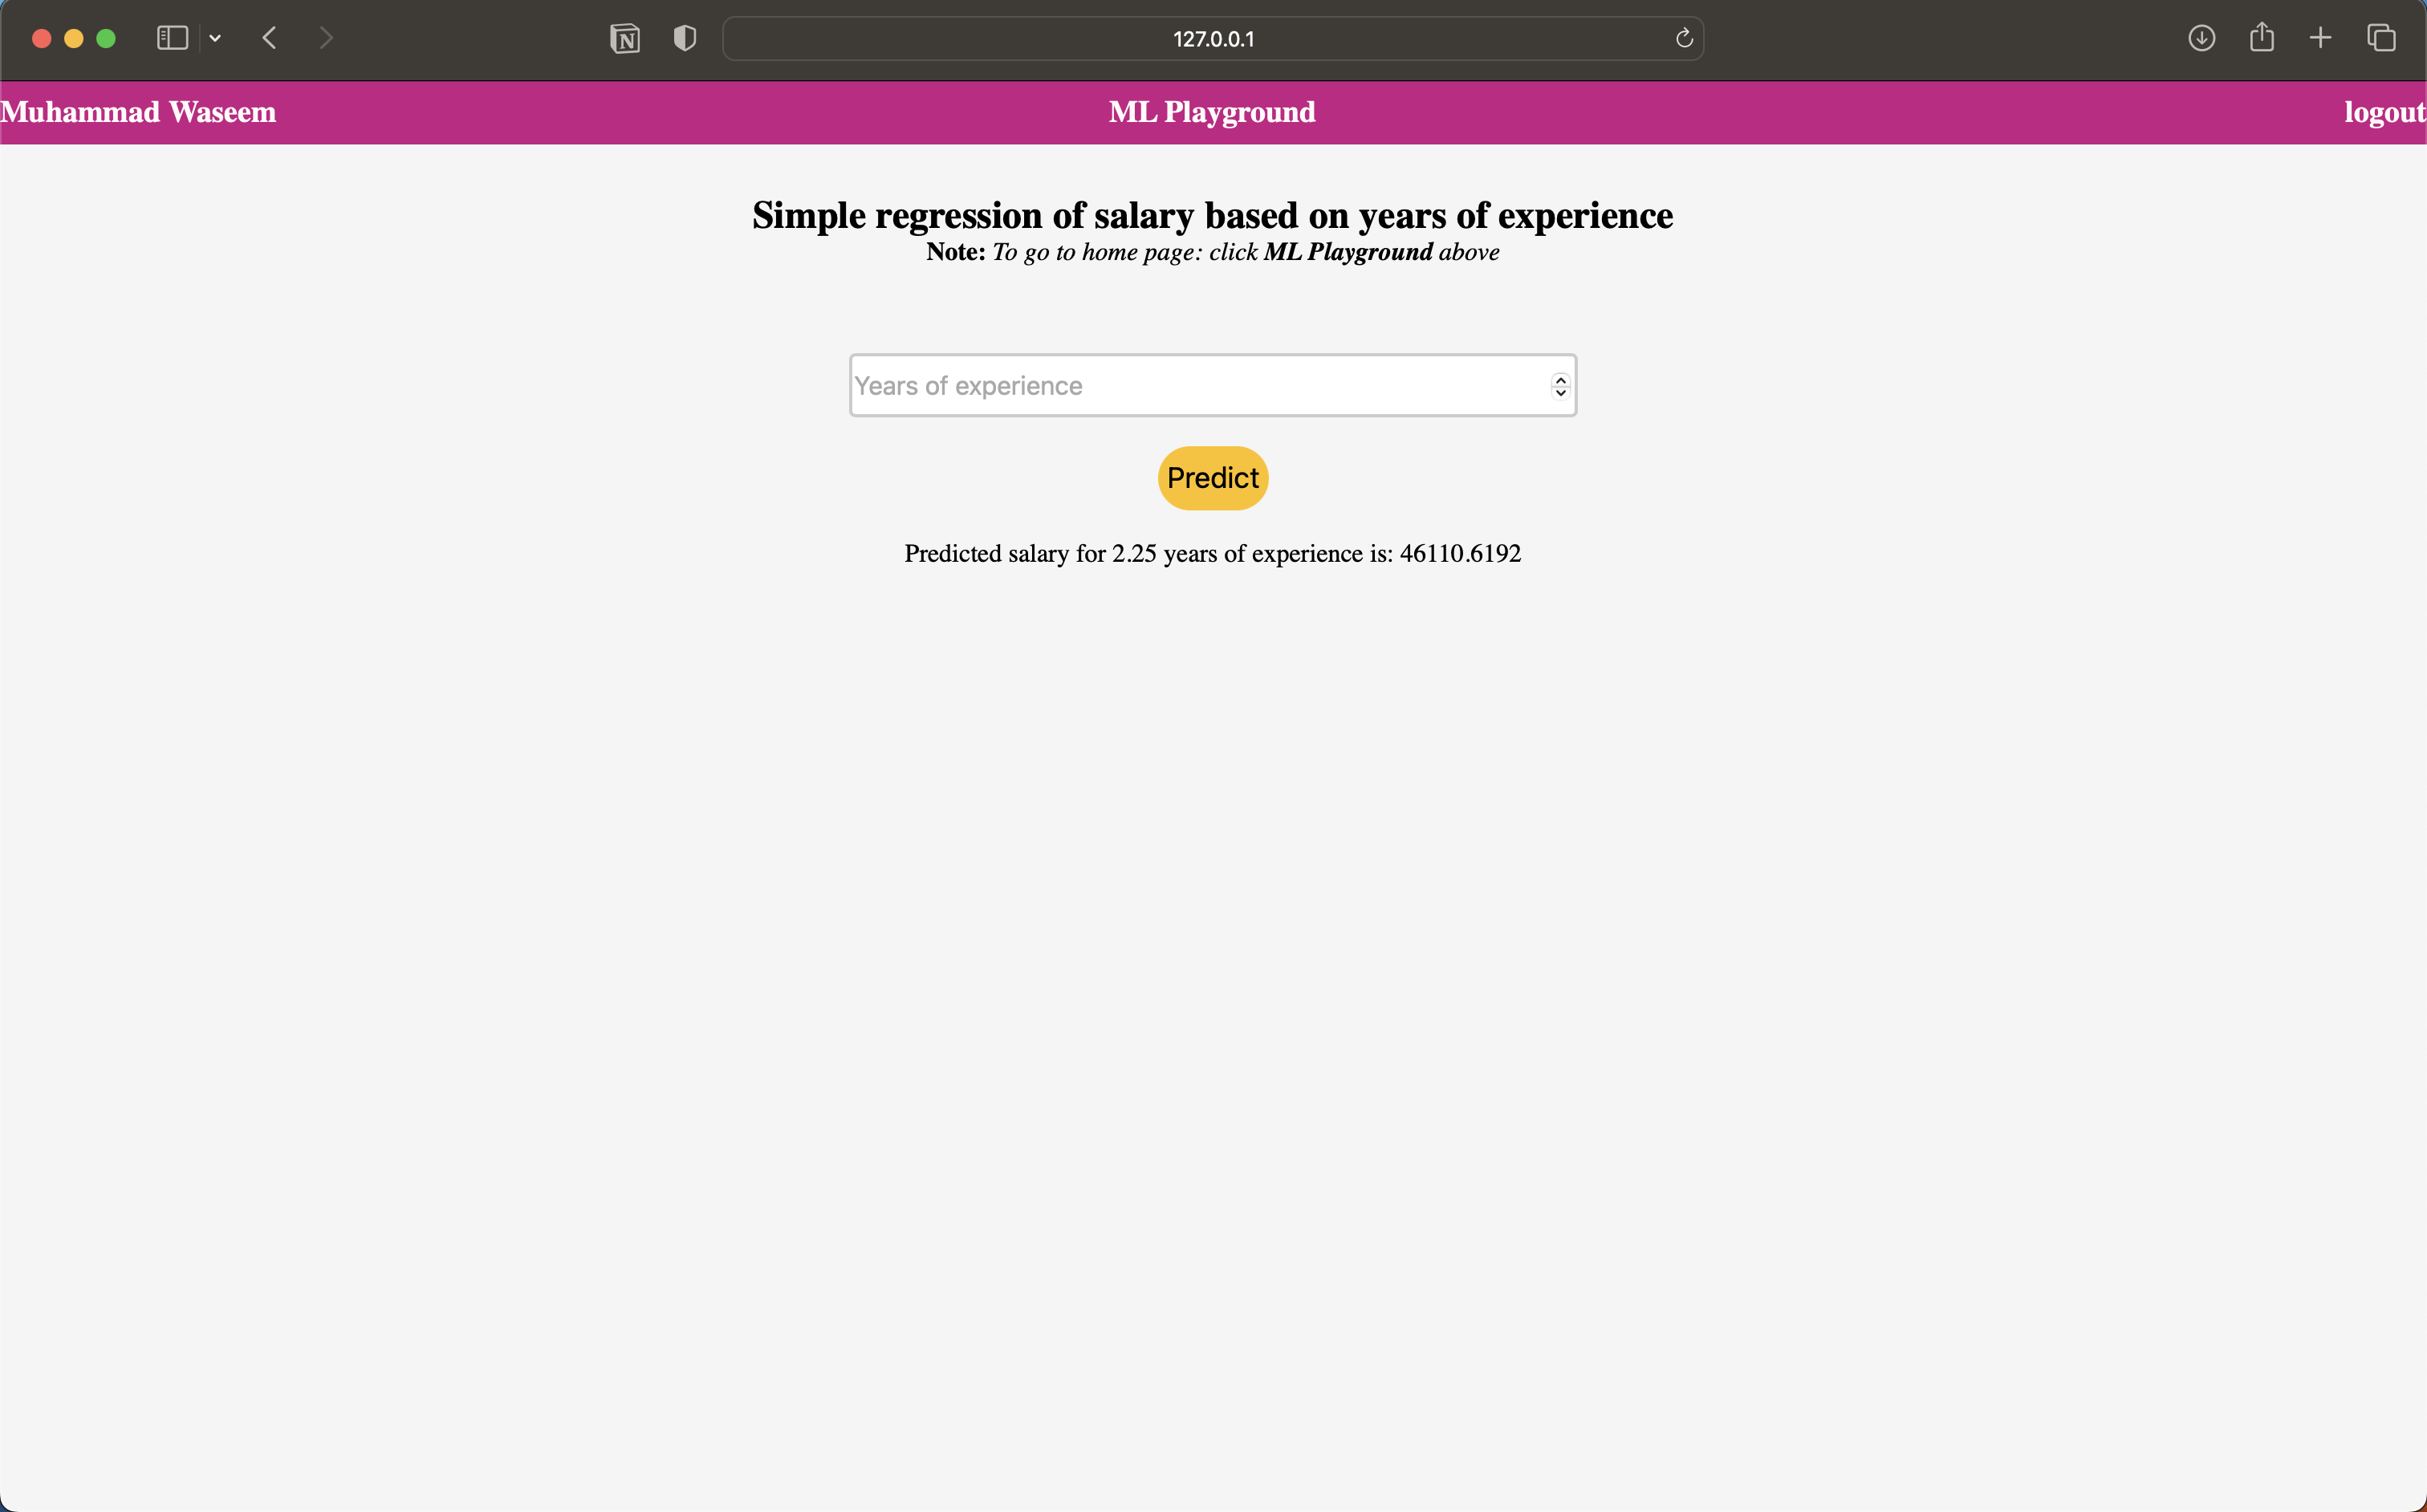 127.0.0.1
Muhammad Waseem ML Playground logout
Simple regression of salary based on years of experience
Note: To go to home page: click ML Playground above
Years of experience
Predict
Predicted salary for 2.25 years of experience is: 46110.6192